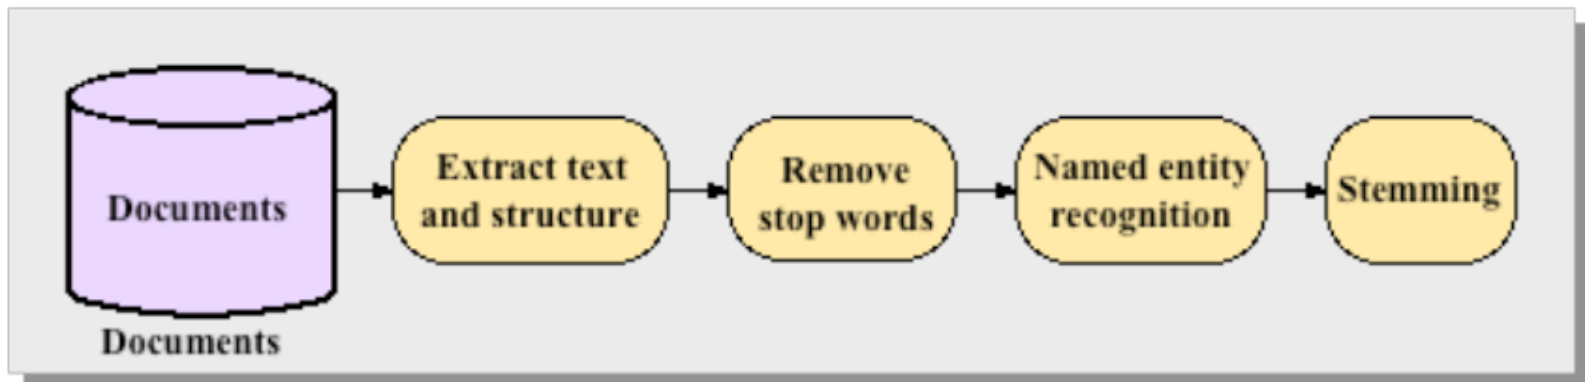 Documents
Documents
Extract text
and structure
Remove
stop words
Named entity
recognition
Stemming